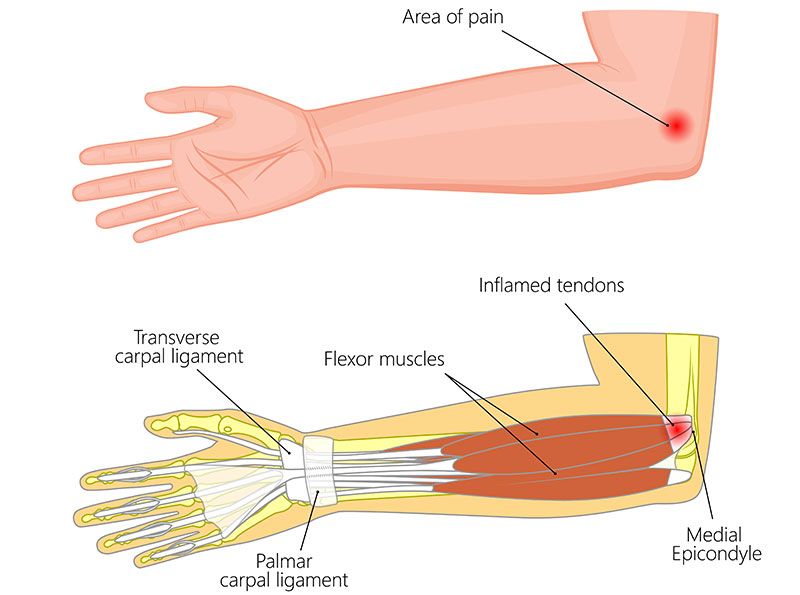 Area of pain
Inflamed tendons
Transverse
carpal ligament
Flexor muscles
Medial
Epicondyle
Palmar
carpal ligament